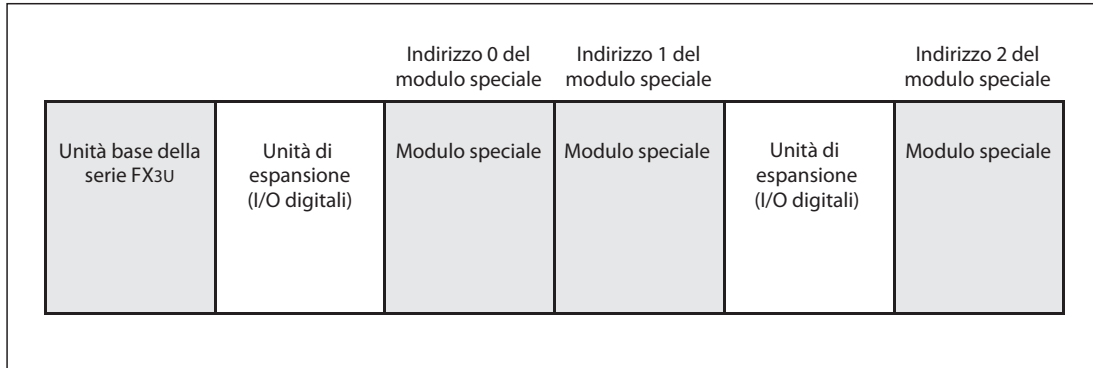 Indirizzo 0 del
modulo speciale
Indirizzo 1 del
modulo speciale
Indirizzo 2 del
modulo speciale
Unità base della
serie FX3U
Unità di
espansione
(I/O digitali)
Modulo speciale
Modulo speciale
Unità di
espansione
(I/O digitali)
Modulo speciale